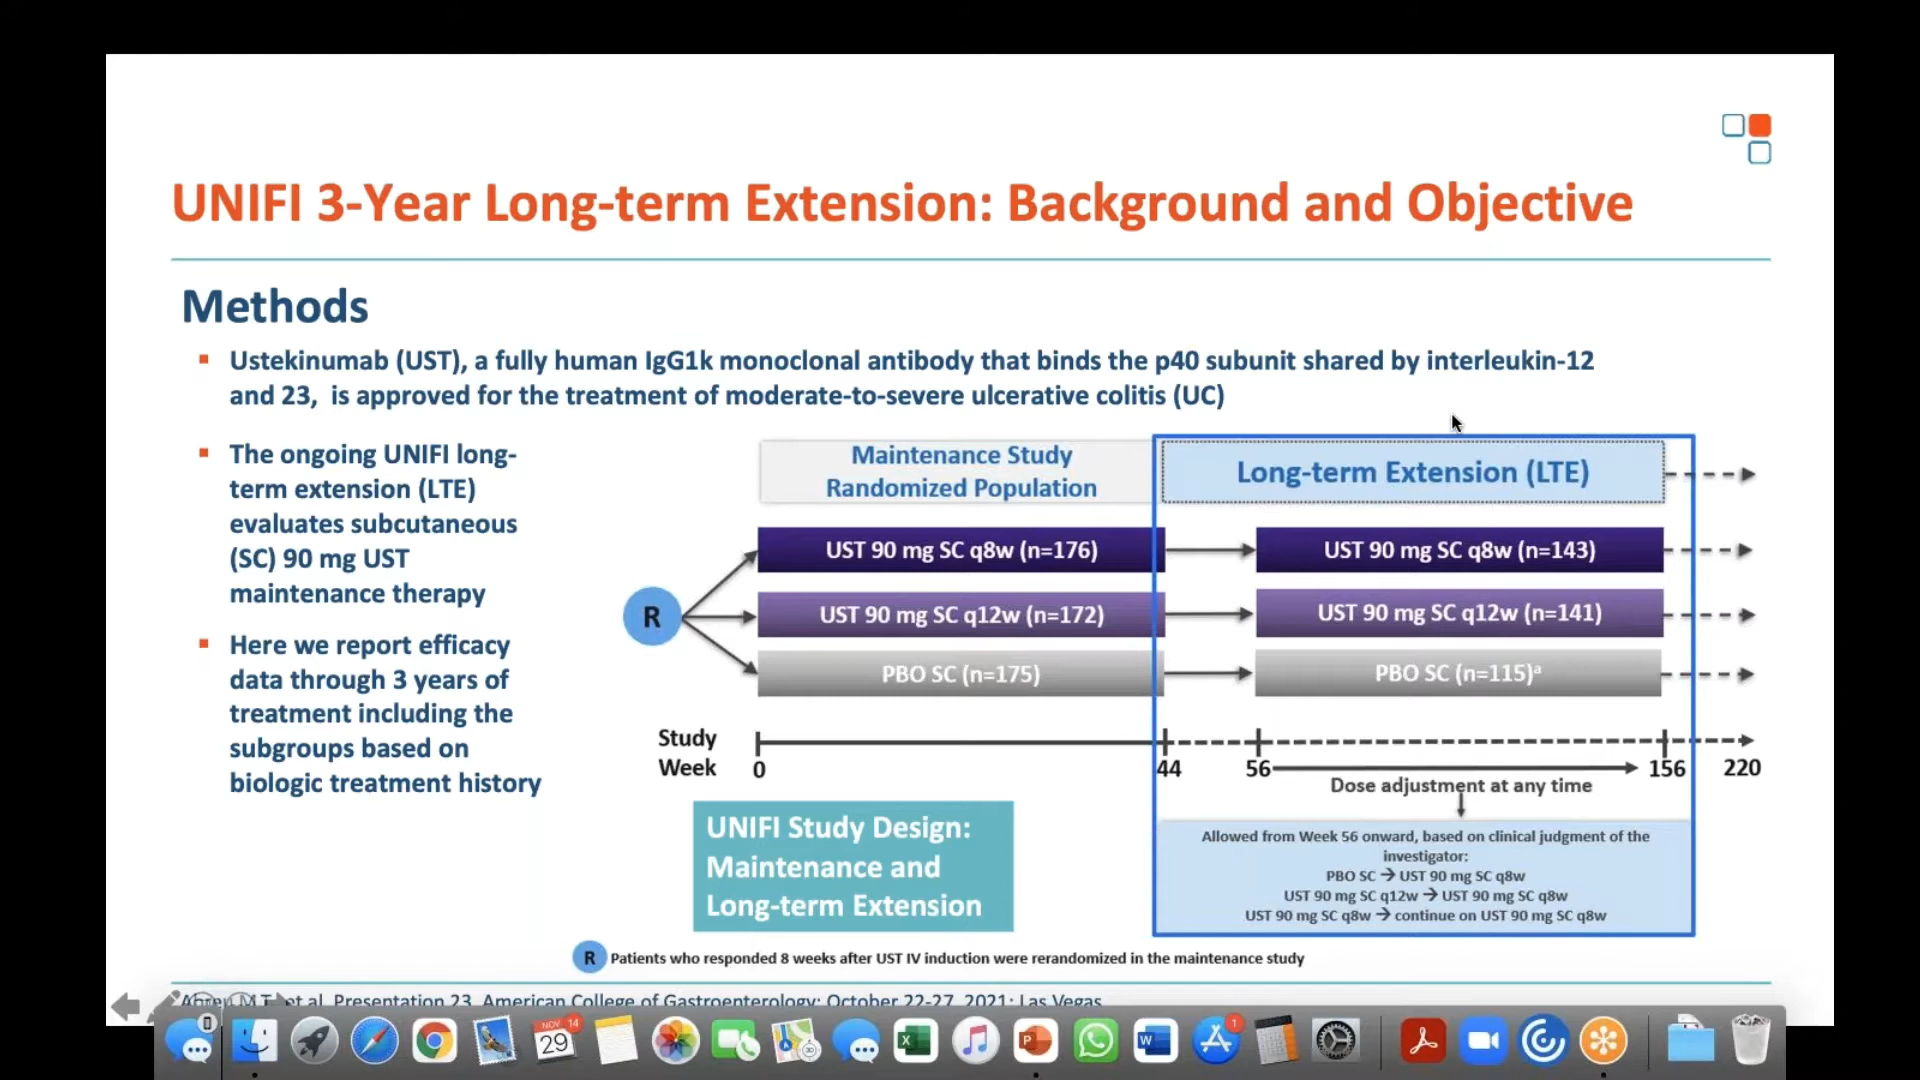 UNIFI 3-Year Long-term Extension: Background and Objective
Methods
Ustekinumab (UST), a fully human IgG1k monoclonal antibody that binds the p40 subunit shared by interleukin-12
and 23, is approved for the treatment of moderate-to-severe ulcerative colitis (UC)
The ongoing UNIFI long-
term extension (LTE)
evaluates subcutaneous
(SC) 90 mg UST
maintenance therapy
Here we report efficacy
data through 3 years of
treatment including the
subgroups based on
biologic treatment history
Maintenance Study
Randomized Population
Long-term Extension (LTE)
R
UST 90 mg SC q8w (n=176)
UST 90 mg SC q8w (n=143)
UST 90 mg SC q12w (n=172)
UST 90 mg SC q12w (n=141)
PBO SC (n=175)
PBO SC (n=115)a
Study
Week
0
44
56
156
220
Dose adjustment at any time
Allowed from Week 56 onward, based on clinical judgment of the
investigator:
PBO SC → UST 90 mg SC q8w
UST 90 mg SC q12w → UST 90 mg SC q8w
UST 90 mg SC q8w → continue on UST 90 mg SC q8w
UNIFI Study Design:
Maintenance and
Long-term Extension
R Patients who responded 8 weeks after UST IV induction were rerandomized in the maintenance study
et al. Presentation 23. American College of Gastroenterology; October 22-27, 2021; Las Vegas
NOV 14
29
1